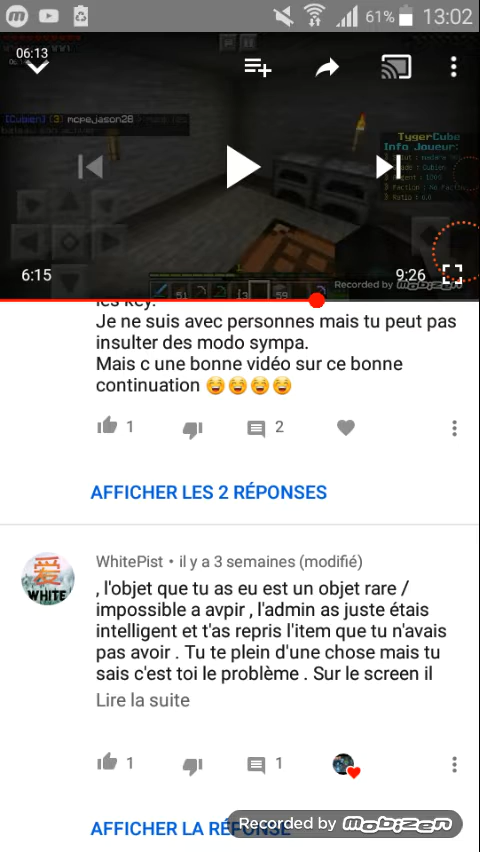 61% 13:02
06:13
[Cubien] [3] mcpe_jason28
TygerCube
Info Joueur:
6:15
9:26
Recorded by mobizen
les key.
Je ne suis avec personnes mais tu peut pas
insulter des modo sympa.
Mais c une bonne vidéo sur ce bonne
continuation 😁😁😁😁
1
2
AFFICHER LES 2 RÉPONSES
爱
WHITE
WhitePist • il y a 3 semaines (modifié)
, l'objet que tu as eu est un objet rare /
impossible a avpir , l'admin as juste étais
intelligent et t'as repris l'item que tu n'avais
pas avoir . Tu te plein d'une chose mais tu
sais c'est toi le problème . Sur le screen il
Lire la suite
1
1
AFFICHER LA RÉPONSE
Recorded by mobizen